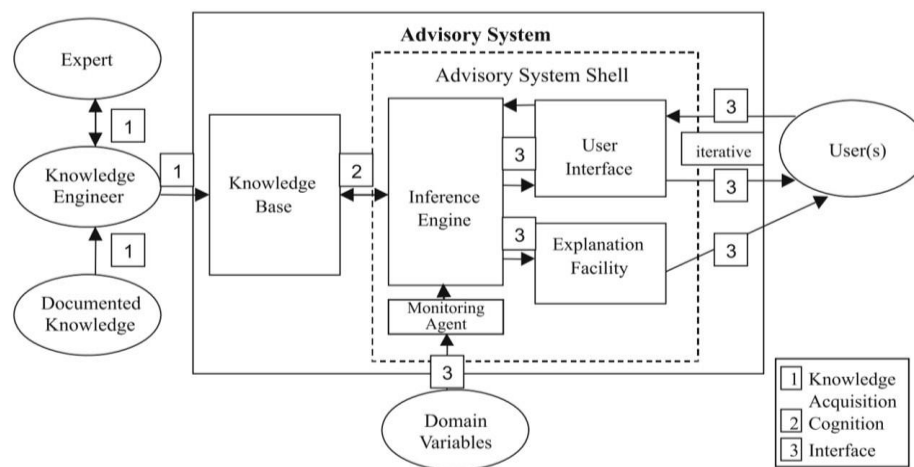 Advisory System
Advisory System Shell
Expert
1
Knowledge
Engineer
1
Documented
Knowledge
1
Knowledge
Base
2
Inference
Engine
3
User
Interface
3
Explanation
Facility
Monitoring
Agent
3
Domain
Variables
3
iterative
3
3
User(s)
1 Knowledge
Acquisition
2 Cognition
3 Interface